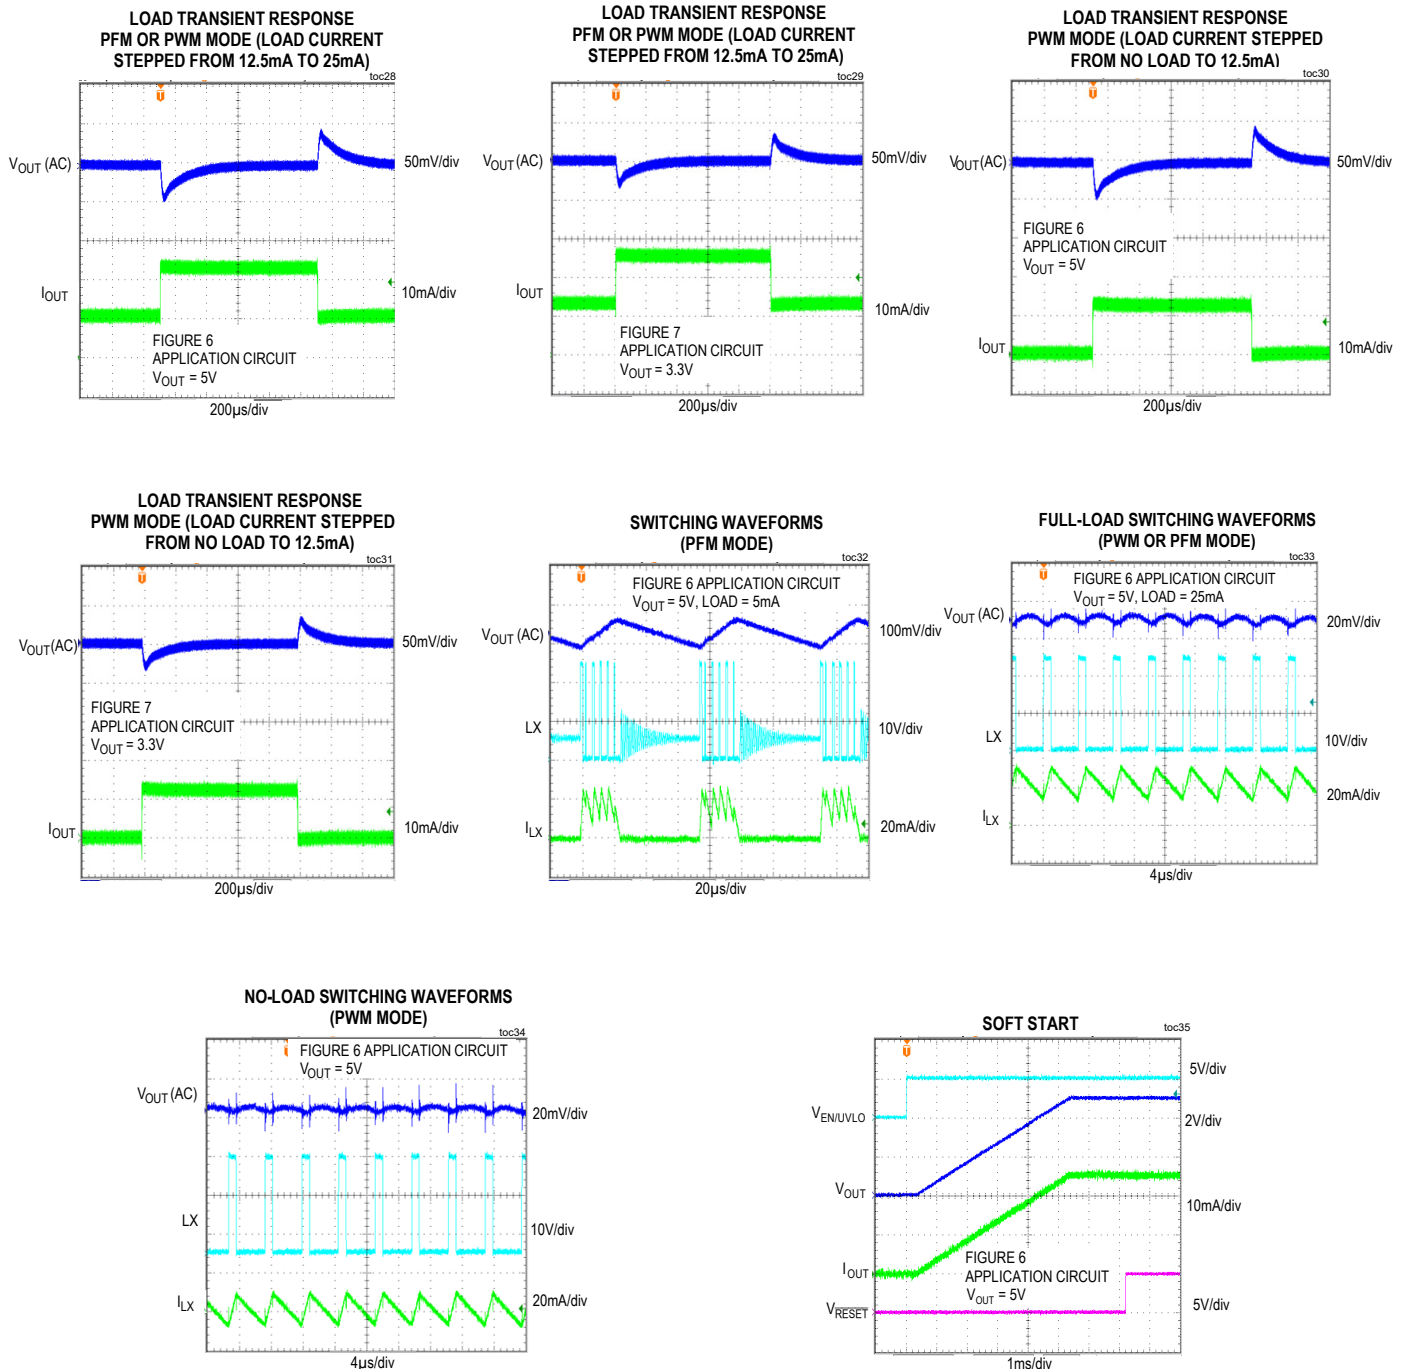 LOAD TRANSIENT RESPONSE
PFM OR PWM MODE (LOAD CURRENT
STEPPED FROM 12.5mA TO 25mA)
toc28
VOUT (AC)
50mV/div
IOUT
10mA/div
FIGURE 6
APPLICATION CIRCUIT
VOUT = 5V
200µs/div
LOAD TRANSIENT RESPONSE
PFM OR PWM MODE (LOAD CURRENT
STEPPED FROM 12.5mA TO 25mA)
toc29
VOUT (AC)
50mV/div
IOUT
10mA/div
FIGURE 7
APPLICATION CIRCUIT
VOUT = 3.3V
200µs/div
LOAD TRANSIENT RESPONSE
PWM MODE (LOAD CURRENT STEPPED
FROM NO LOAD TO 12.5mA)
toc30
VOUT (AC)
50mV/div
FIGURE 6
APPLICATION CIRCUIT
VOUT = 5V
IOUT
10mA/div
200µs/div
LOAD TRANSIENT RESPONSE
PWM MODE (LOAD CURRENT STEPPED
FROM NO LOAD TO 12.5mA)
toc31
VOUT(AC)
50mV/div
FIGURE 7
APPLICATION CIRCUIT
VOUT = 3.3V
IOUT
10mA/div
200µs/div
SWITCHING WAVEFORMS
(PFM MODE)
toc32
FIGURE 6 APPLICATION CIRCUIT
VOUT = 5V, LOAD = 5mA
VOUT (AC)
100mV/div
LX
10V/div
ILX
20mA/div
20µs/div
FULL-LOAD SWITCHING WAVEFORMS
(PWM OR PFM MODE)
toc33
FIGURE 6 APPLICATION CIRCUIT
VOUT = 5V, LOAD = 25mA
VOUT (AC)
20mV/div
LX
10V/div
20mA/div
ILX
4µs/div
NO-LOAD SWITCHING WAVEFORMS
(PWM MODE)
toc34
FIGURE 6 APPLICATION CIRCUIT
VOUT = 5V
VOUT (AC)
20mV/div
LX
10V/div
ILX
20mA/div
4µs/div
SOFT START
toc35
5V/div
VEN/UVLO
2V/div
VOUT
10mA/div
FIGURE 6
APPLICATION CIRCUIT
VOUT = 5V
IOUT
VRESET
5V/div
1ms/div